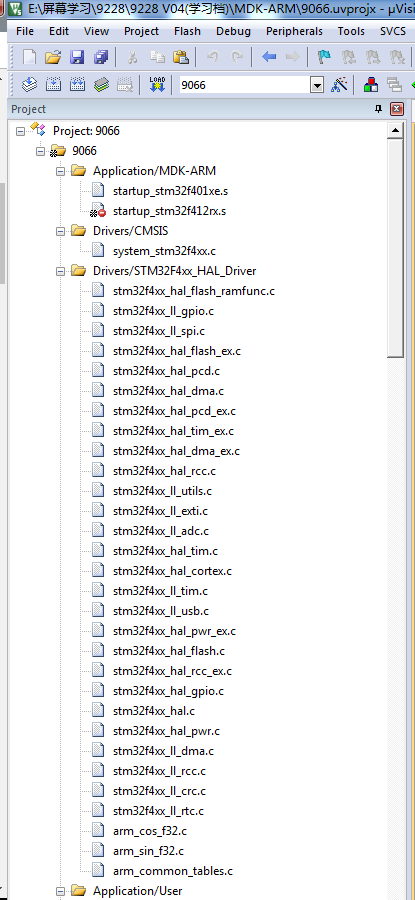 E:\屏幕学习\9228\9228 V04(学习档)\MDK-ARM\9066.uvprojx - µVisi
File Edit View Project Flash Debug Peripherals Tools SVCS
LOAD 9066
Project
Project: 9066
9066
Application/MDK-ARM
startup_stm32f401xe.s
startup_stm32f412rx.s
Drivers/CMSIS
system_stm32f4xx.c
Drivers/STM32F4xx_HAL_Driver
stm32f4xx_hal_flash_ramfunc.c
stm32f4xx_ll_gpio.c
stm32f4xx_ll_spi.c
stm32f4xx_hal_flash_ex.c
stm32f4xx_hal_pcd.c
stm32f4xx_hal_dma.c
stm32f4xx_hal_pcd_ex.c
stm32f4xx_hal_tim_ex.c
stm32f4xx_hal_dma_ex.c
stm32f4xx_hal_rcc.c
stm32f4xx_ll_utils.c
stm32f4xx_ll_exti.c
stm32f4xx_ll_adc.c
stm32f4xx_hal_tim.c
stm32f4xx_hal_cortex.c
stm32f4xx_ll_tim.c
stm32f4xx_ll_usb.c
stm32f4xx_hal_pwr_ex.c
stm32f4xx_hal_flash.c
stm32f4xx_hal_rcc_ex.c
stm32f4xx_hal_gpio.c
stm32f4xx_hal.c
stm32f4xx_hal_pwr.c
stm32f4xx_ll_dma.c
stm32f4xx_ll_rcc.c
stm32f4xx_ll_crc.c
stm32f4xx_ll_rtc.c
arm_cos_f32.c
arm_sin_f32.c
arm_common_tables.c
Application/User